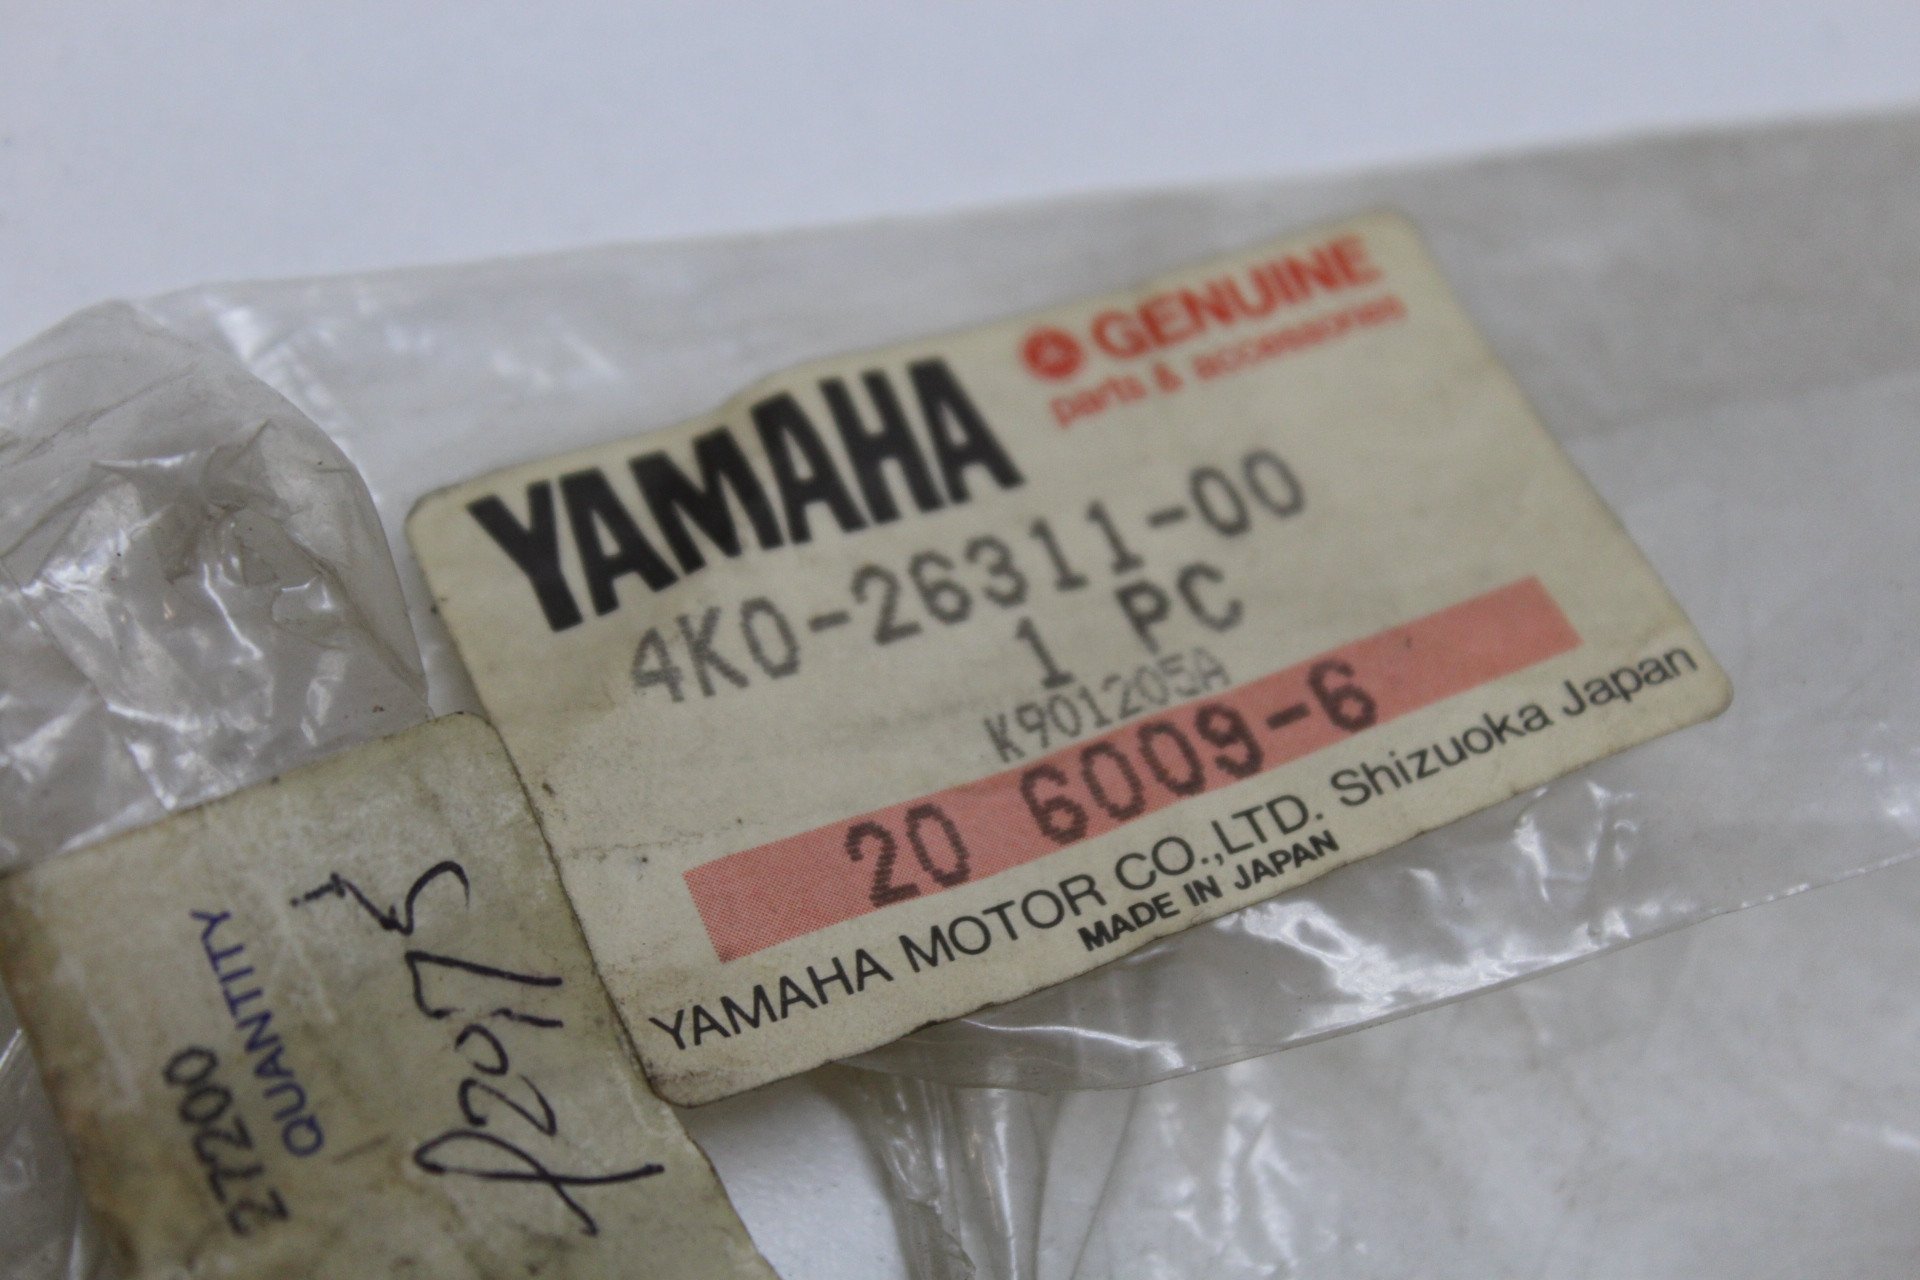 GENUINE
parts & accessories
YAMAHA
4K0-26311-00
1 PC
K901205A
20 6009-6
YAMAHA MOTOR CO.,LTD. Shizuoka Japan
MADE IN JAPAN
QUANTITY
27200